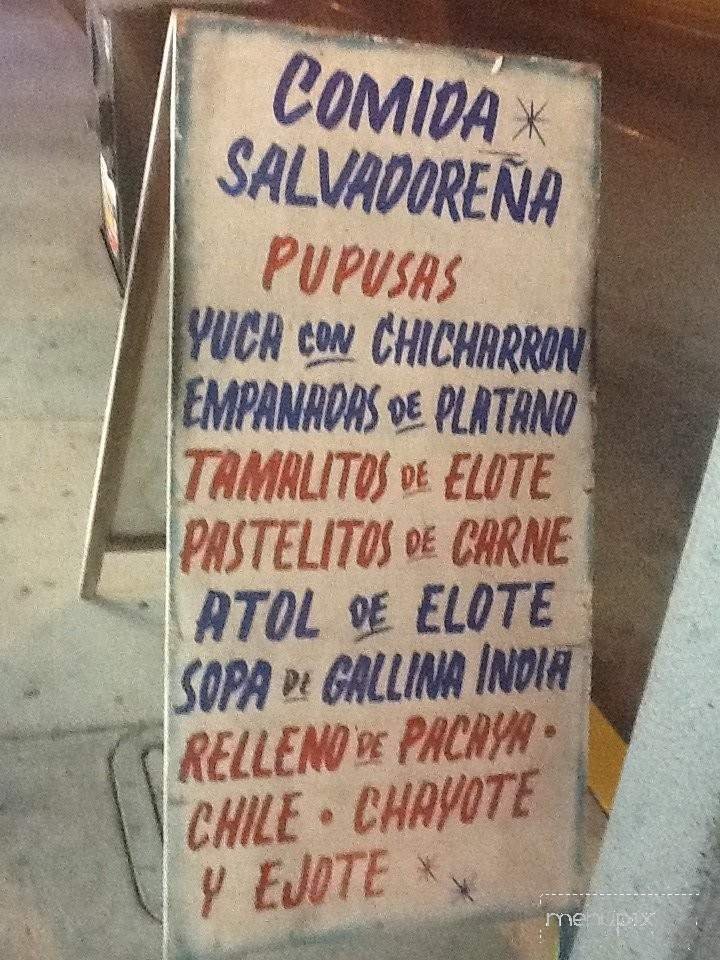 COMIDA
SALVADOREÑA
PUPUSAS
YUCA CON CHICHARRON
EMPANADAS DE PLATANO
TAMALITOS DE ELOTE
PASTELITOS DE CARNE
ATOL DE ELOTE
SOPA DE GALLINA INDIA
RELLENO DE PACAYA •
CHILE • CHAYOTE
Y EJOTE
menupix